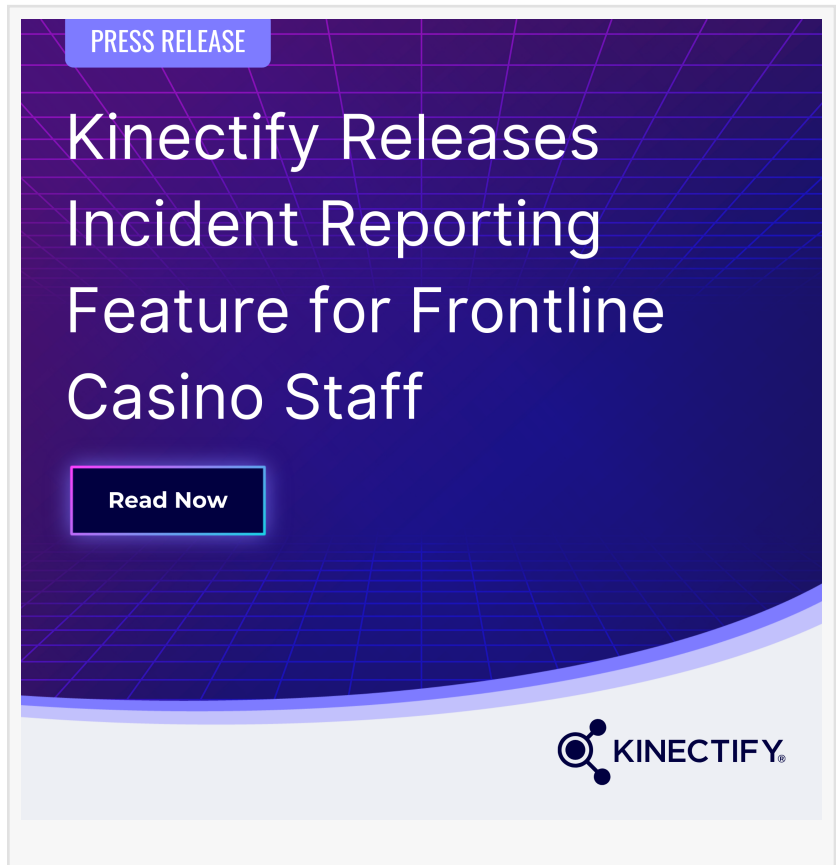 PRESS RELEASE
Kinectify Releases
Incident Reporting
Feature for Frontline
Casino Staff
Read Now
KINECTIFY®